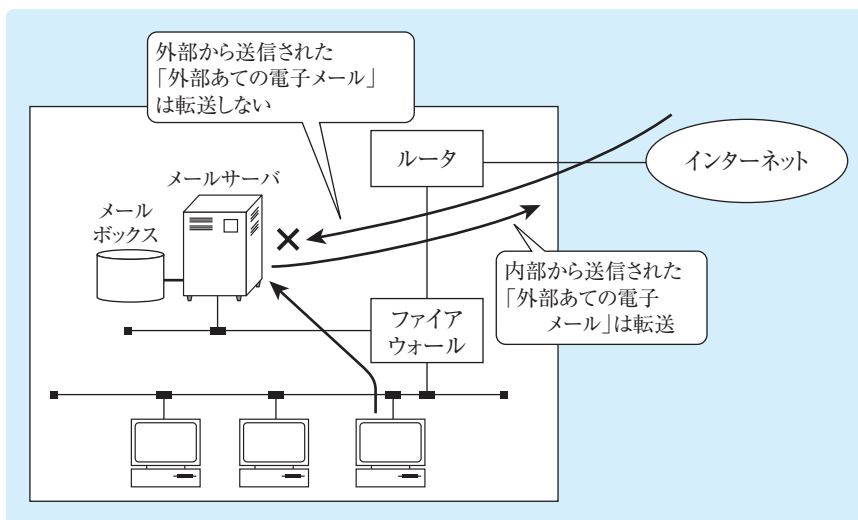 外部から送信された
「外部あての電子メール」
は転送しない
ルータ
インターネット
メールサーバ
メール
ボックス
内部から送信された
「外部あての電子
メール」は転送
ファイア
ウォール